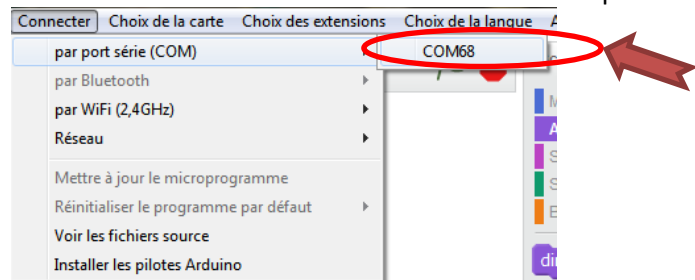 Connecter Choix de la carte Choix des extensions Choix de la langue
par port série (COM) COM68
par Bluetooth
par WiFi (2,4GHz)
Réseau
Mettre à jour le microprogramme
Réinitialiser le programme par défaut
Voir les fichiers source
Installer les pilotes Arduino